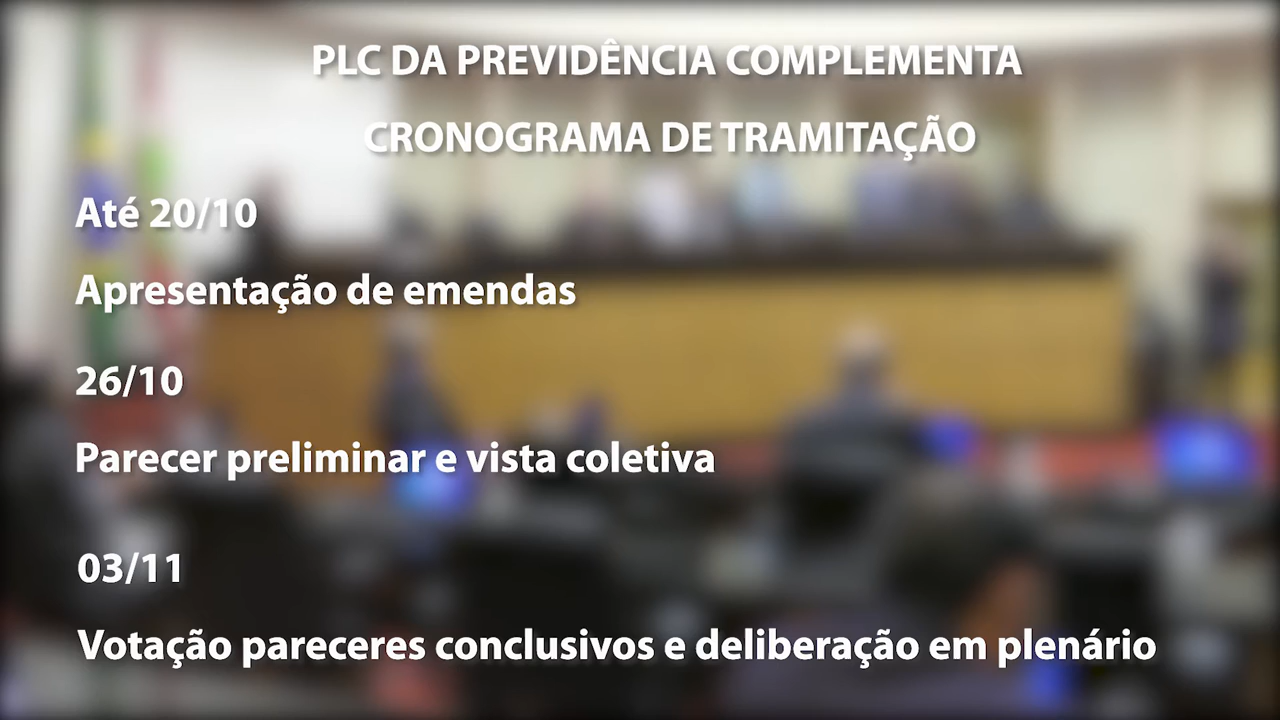 PLC DA PREVIDÊNCIA COMPLEMENTA
CRONOGRAMA DE TRAMITAÇÃO
Até 20/10
Apresentação de emendas
26/10
Parecer preliminar e vista coletiva
03/11
Votação pareceres conclusivos e deliberação em plenário